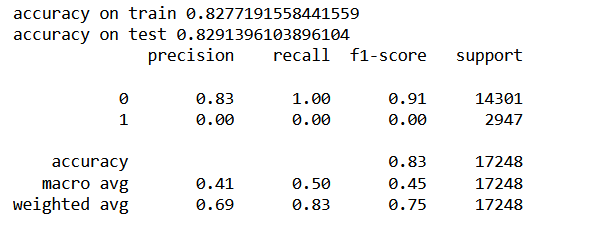 accuracy on train 0.8277191558441559
accuracy on test 0.8291396103896104
precision recall f1-score support
0 0.83 1.00 0.91 14301
1 0.00 0.00 0.00 2947
accuracy 0.83 17248
macro avg 0.41 0.50 0.45 17248
weighted avg 0.69 0.83 0.75 17248